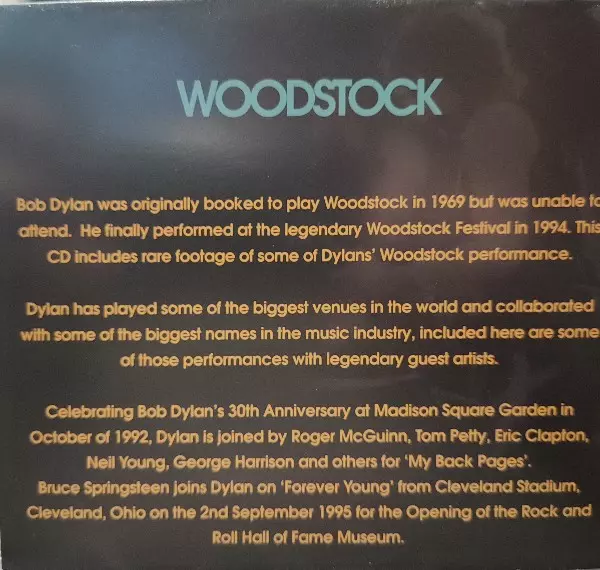 WOODSTOCK
Bob Dylan was originally booked to play Woodstock in 1969 but was unable to
attend. He finally performed at the legendary Woodstock Festival in 1994. This
CD includes rare footage of some of Dylans' Woodstock performance.
Dylan has played some of the biggest venues in the world and collaborated
with some of the biggest names in the music industry, included here are some
of those performances with legendary guest artists.
Celebrating Bob Dylan's 30th Anniversary at Madison Square Garden in
October of 1992, Dylan is joined by Roger McGuinn, Tom Petty, Eric Clapton,
Neil Young, George Harrison and others for 'My Back Pages'.
Bruce Springsteen joins Dylan on 'Forever Young' from Cleveland Stadium,
Cleveland, Ohio on the 2nd September 1995 for the Opening of the Rock and
Roll Hall of Fame Museum.